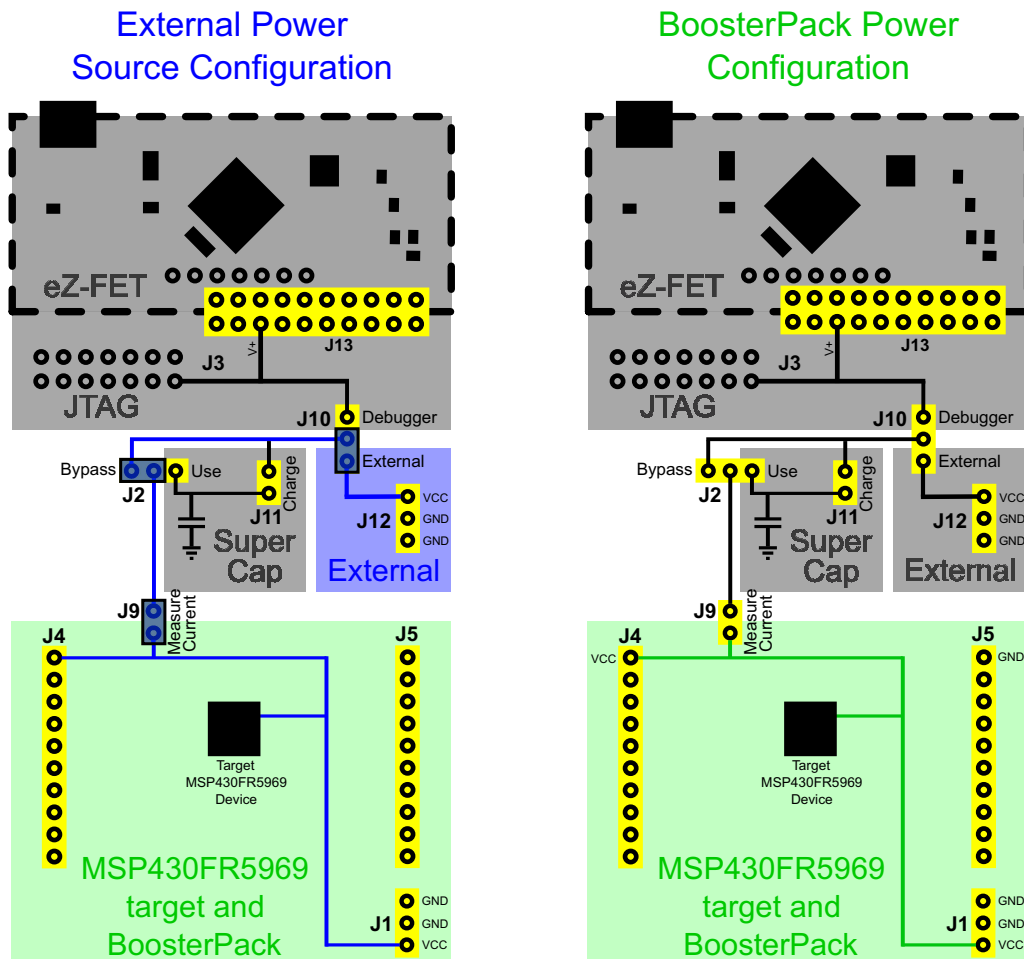 External Power
Source Configuration
eZ-FET
J13
V+
J3
JTAG
J10
Debugger
Bypass
Use
External
J2
Charge
J11
VCC
J12
GND
GND
Super
Cap
External
J9
Measure
Current
J4
J5
Target
MSP430FR5969
Device
MSP430FR5969
target and
BoosterPack
GND
J1
GND
VCC
BoosterPack Power
Configuration
eZ-FET
J13
V+
J3
JTAG
J10
Debugger
Bypass
Use
External
J2
Charge
J11
VCC
J12
GND
GND
Super
Cap
External
J9
Measure
Current
J4
J5
VCC
GND
Target
MSP430FR5969
Device
MSP430FR5969
target and
BoosterPack
GND
J1
GND
VCC